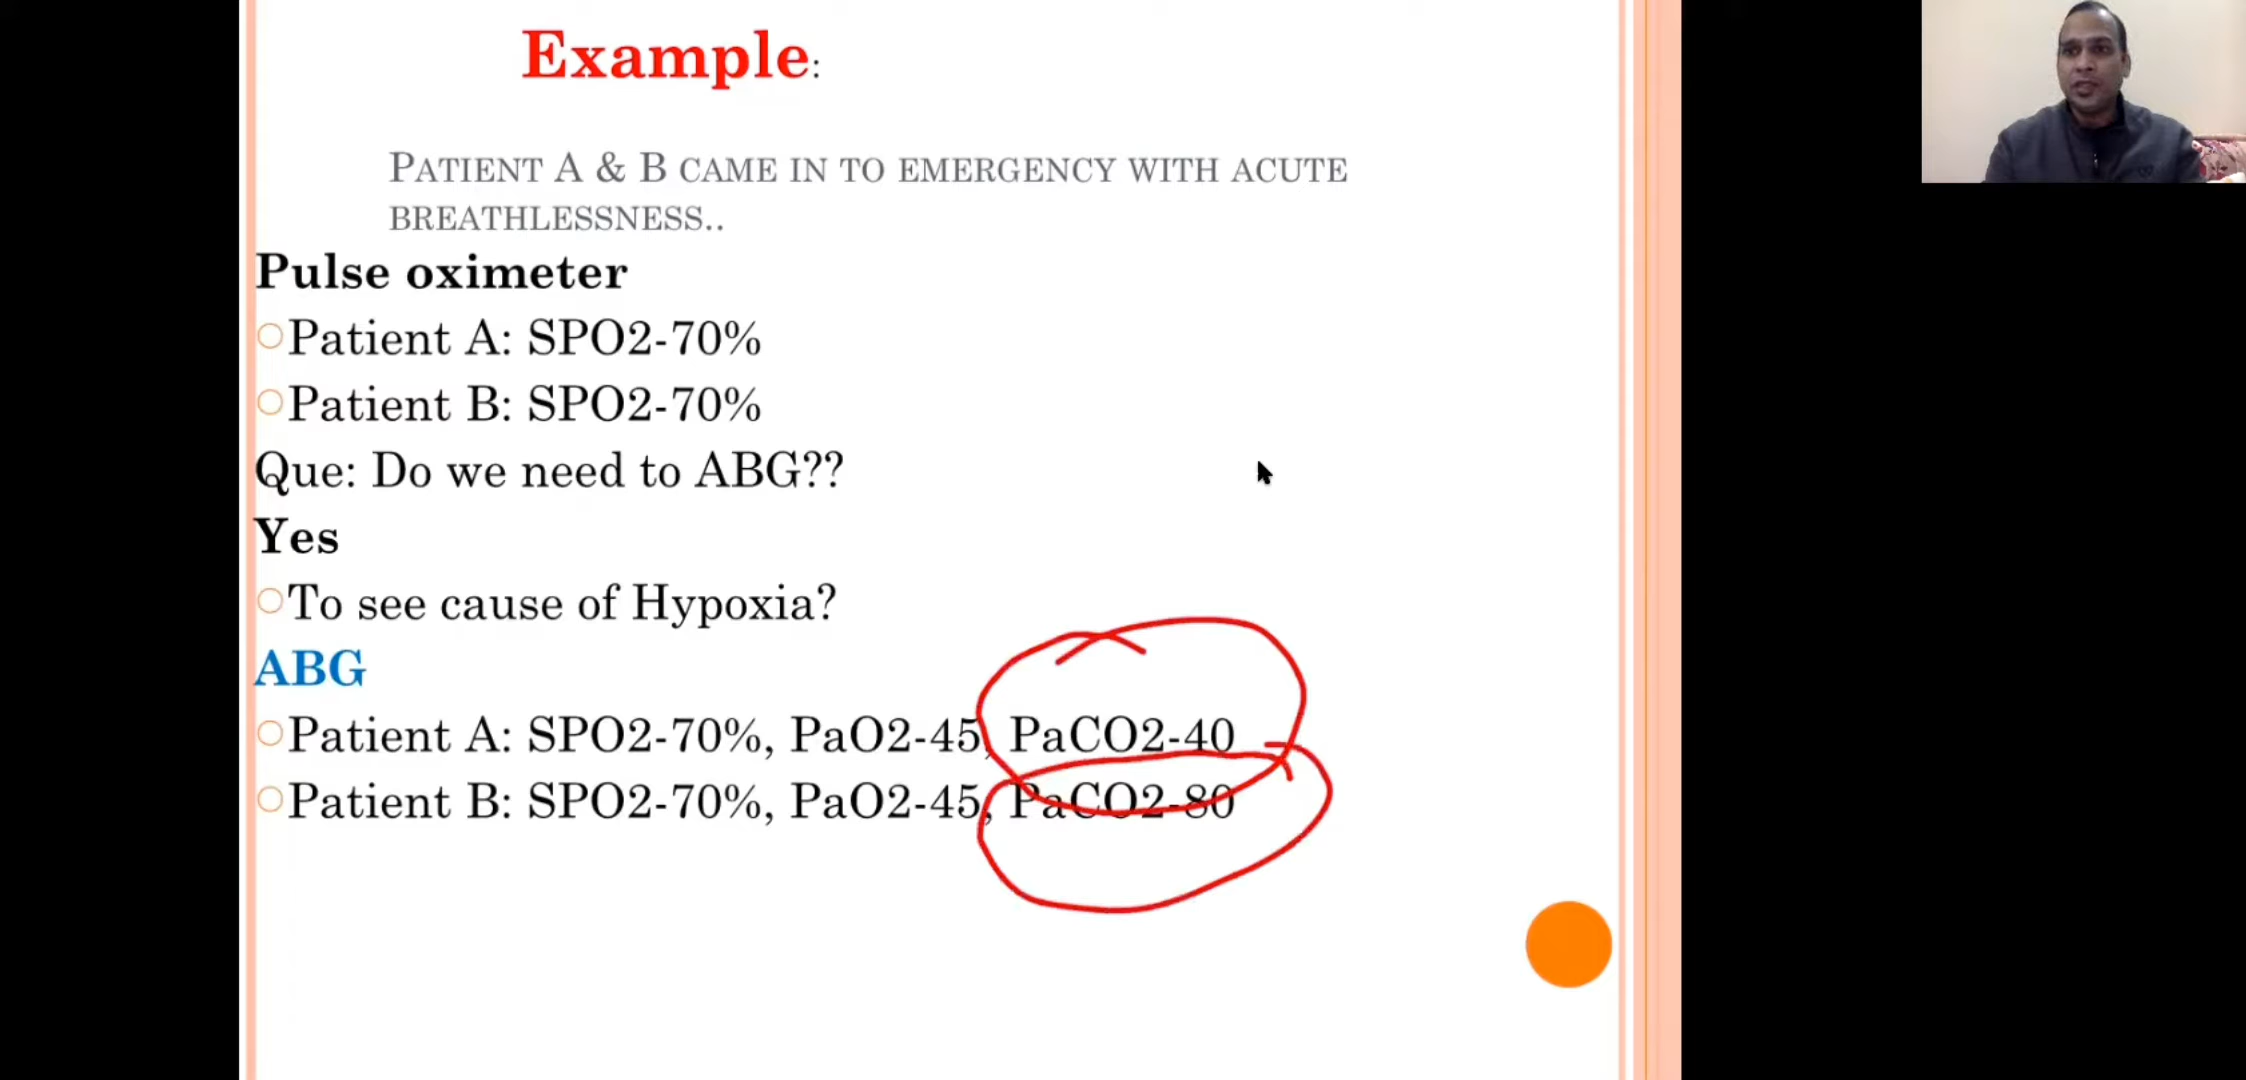 Example:
PATIENT A & B CAME IN TO EMERGENCY WITH ACUTE
BREATHLESSNESS..
Pulse oximeter
Patient A: SPO2-70%
Patient B: SPO2-70%
Que: Do we need to ABG??
Yes
To see cause of Hypoxia?
ABG
Patient A: SPO2-70%, PaO2-45, PaCO2-40
Patient B: SPO2-70%, PaO2-45, PaCO2-80